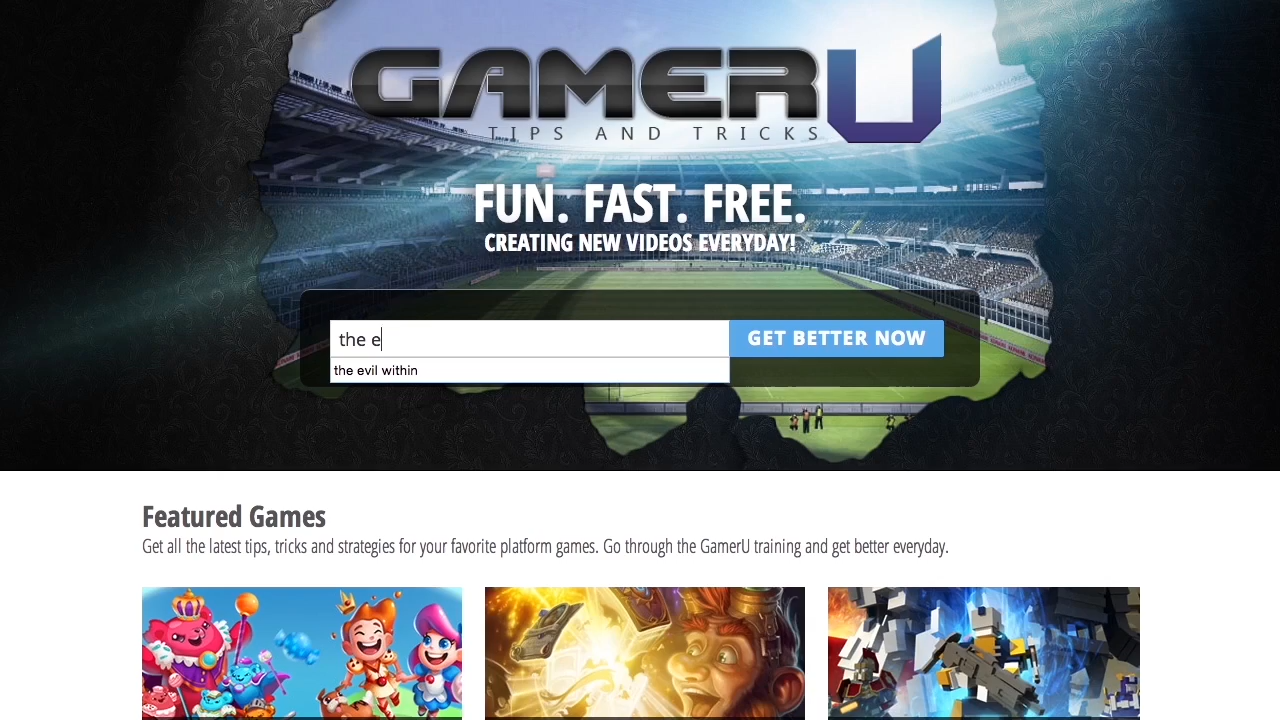 GAMERU
TIPS AND TRICKS
FUN. FAST. FREE.
CREATING NEW VIDEOS EVERYDAY!
the e
GET BETTER NOW
the evil within
Featured Games
Get all the latest tips, tricks and strategies for your favorite platform games. Go through the GamerU training and get better everyday.